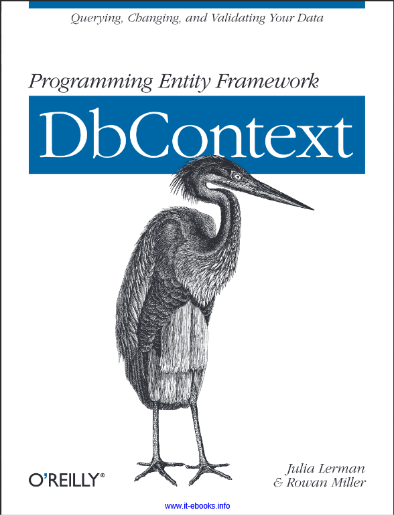 Querying, Changing, and Validating Your Data
Programming Entity Framework
DbContext
Julia Lerman
& Rowan Miller
O'REILLY®
www.it-ebooks.info